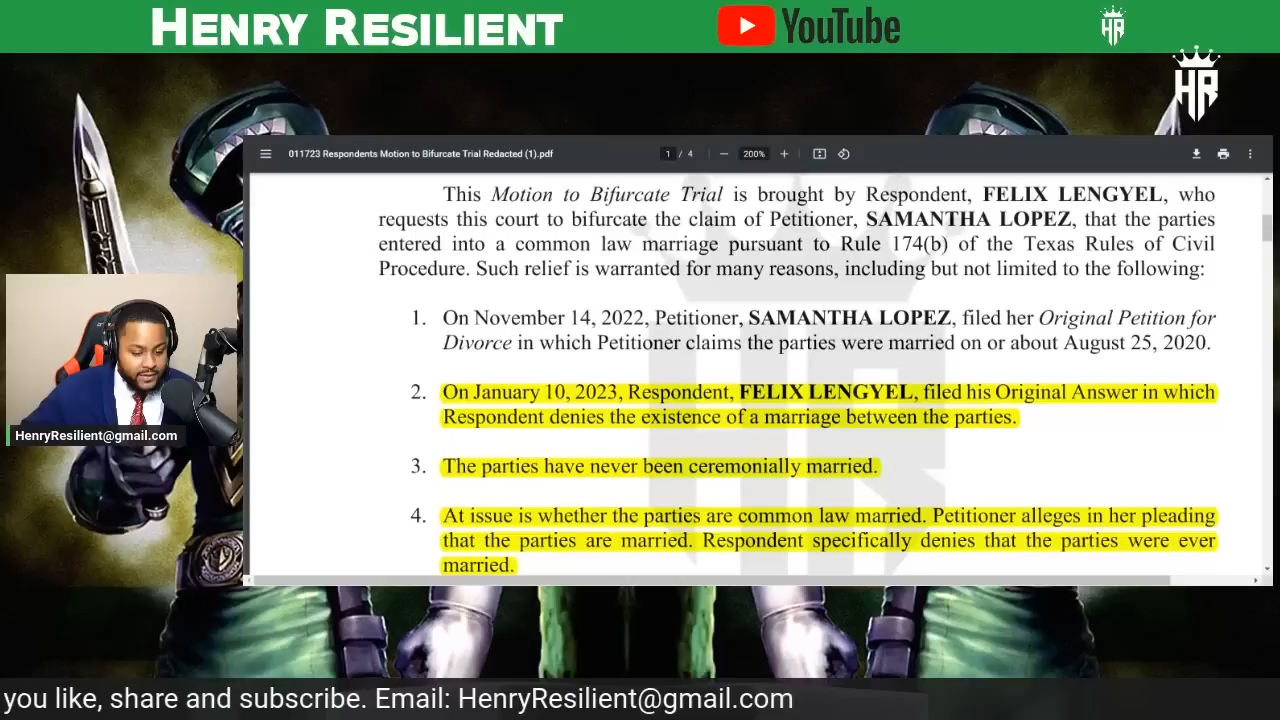 HENRY RESILIENT
YouTube
HR
HR
011723 Respondents Motion to Bifurcate Trial Redacted (1).pdf
1 / 4
200%
This Motion to Bifurcate Trial is brought by Respondent, FELIX LENGYEL, who
requests this court to bifurcate the claim of Petitioner, SAMANTHA LOPEZ, that the parties
entered into a common law marriage pursuant to Rule 174(b) of the Texas Rules of Civil
Procedure. Such relief is warranted for many reasons, including but not limited to the following:
1. On November 14, 2022, Petitioner, SAMANTHA LOPEZ, filed her Original Petition for
Divorce in which Petitioner claims the parties were married on or about August 25, 2020.
2. On January 10, 2023, Respondent, FELIX LENGYEL, filed his Original Answer in which
Respondent denies the existence of a marriage between the parties.
3. The parties have never been ceremonially married.
4. At issue is whether the parties are common law married. Petitioner alleges in her pleading
that the parties are married. Respondent specifically denies that the parties were ever
married.
HR
HenryResilient@gmail.com
you like, share and subscribe. Email: HenryResilient@gmail.com